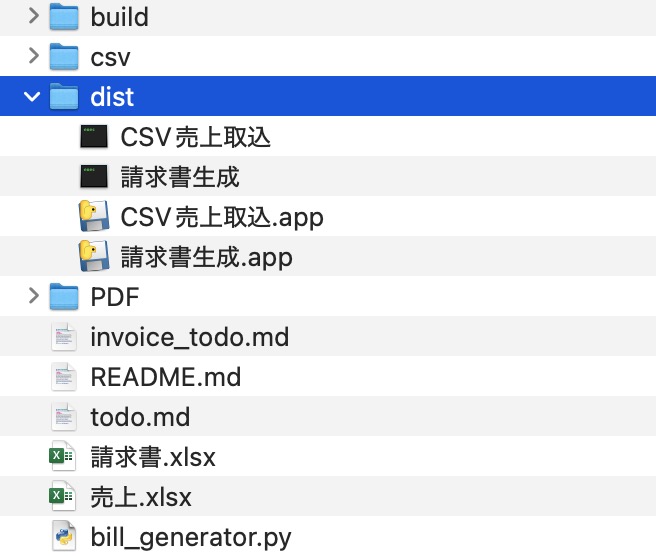 build
csv
dist
CSV売上取込
請求書生成
CSV売上取込.app
請求書生成.app
PDF
invoice_todo.md
README.md
todo.md
請求書.xlsx
売上.xlsx
bill_generator.py